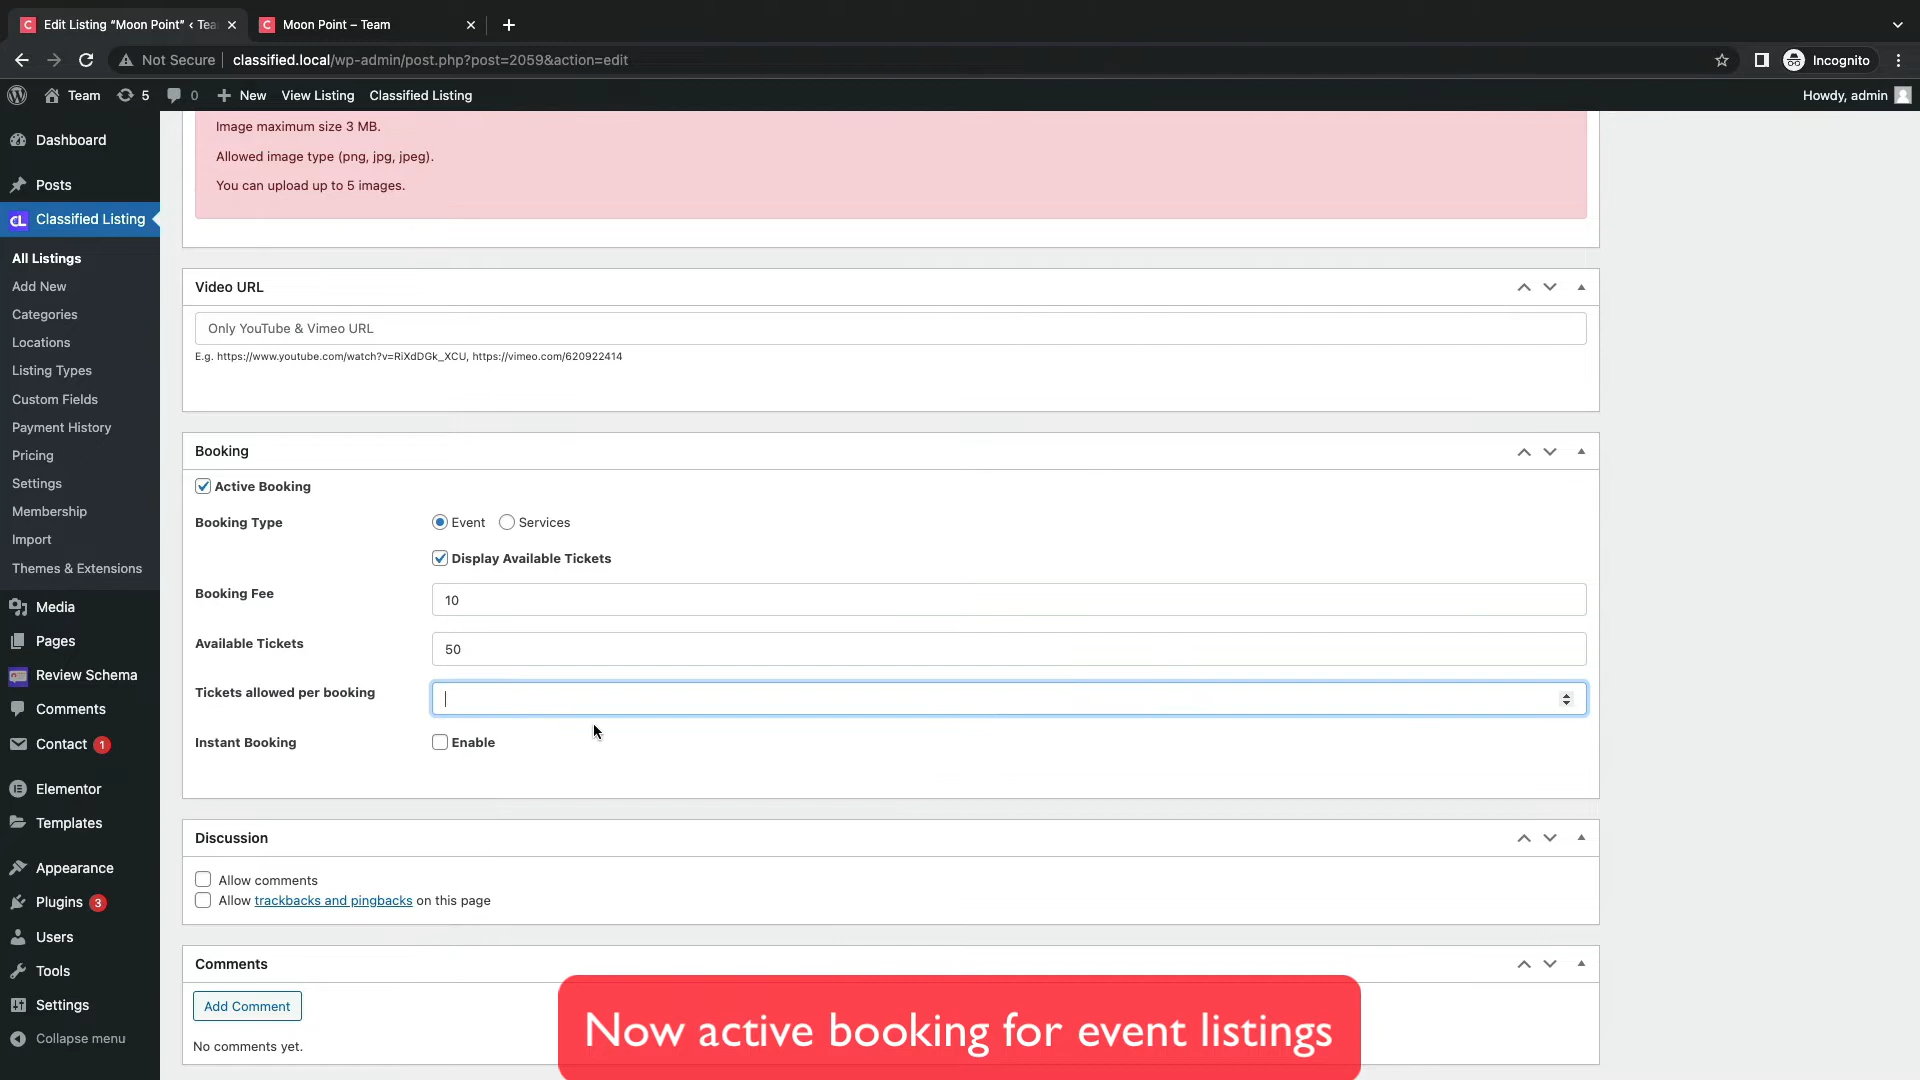 Edit Listing “Moon Point” ‹ Tea
Moon Point – Team
Not Secure
classified.local/wp-admin/post.php?post=2059&action=edit
Incognito
Team
5
0
New
View Listing
Classified Listing
Howdy, admin
Dashboard
Posts
CL
Classified Listing
All Listings
Add New
Categories
Locations
Listing Types
Custom Fields
Payment History
Pricing
Settings
Membership
Import
Themes & Extensions
Media
Pages
Review Schema
Comments
Contact 1
Elementor
Templates
Appearance
Plugins 3
Users
Tools
Settings
Collapse menu
Image maximum size 3 MB.
Allowed image type (png, jpg, jpeg).
You can upload up to 5 images.
Video URL
Only YouTube & Vimeo URL
E.g. https://www.youtube.com/watch?v=RiXdDGk_XCU, https://vimeo.com/620922414
Booking
Active Booking
Booking Type
Event
Services
Display Available Tickets
Booking Fee
10
Available Tickets
50
Tickets allowed per booking
Instant Booking
Enable
Discussion
Allow comments
Allow trackbacks and pingbacks on this page
Comments
Add Comment
No comments yet.
Now active booking for event listings